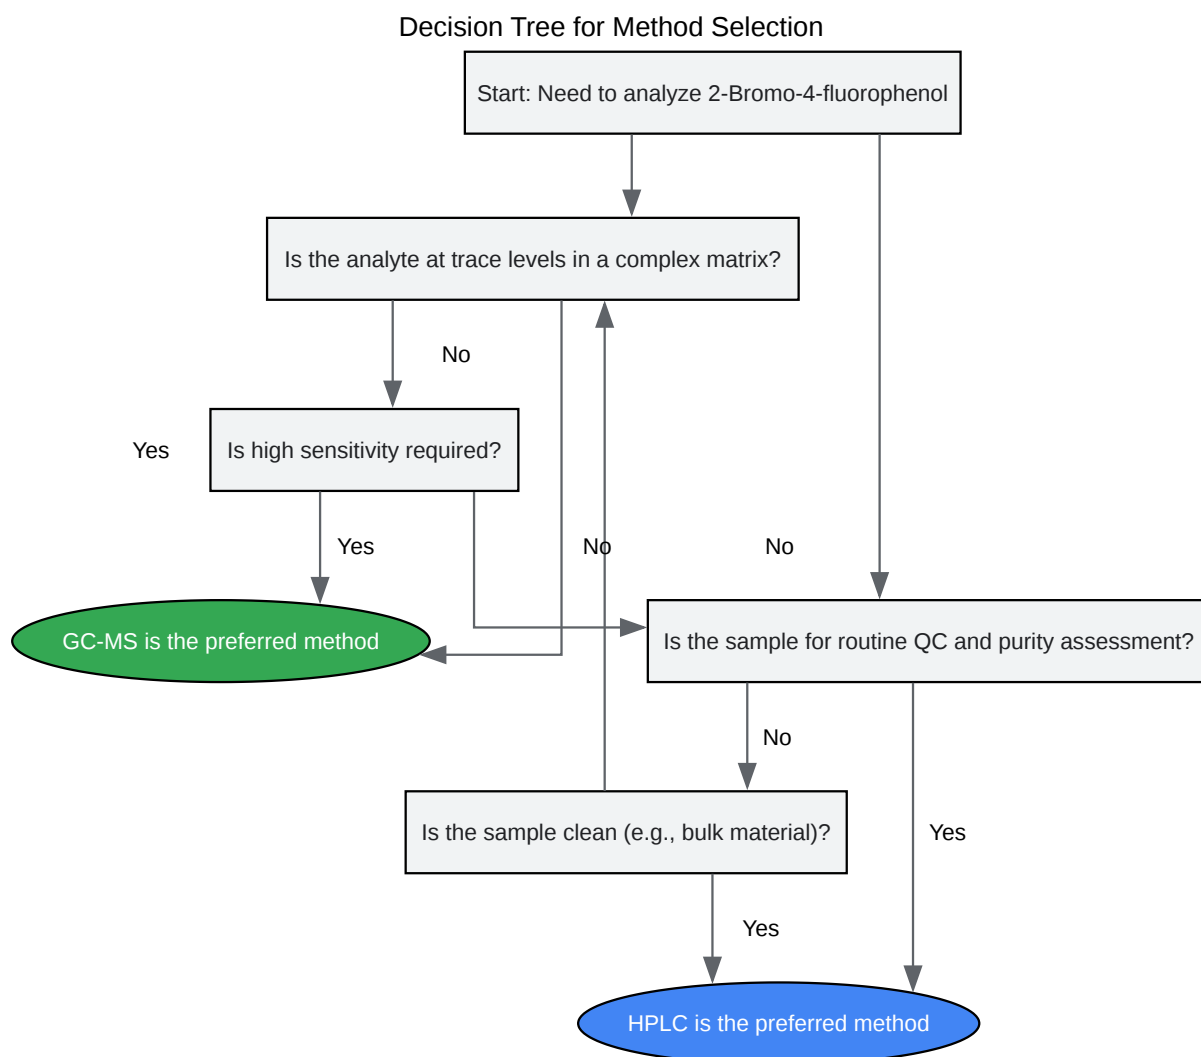 Decision Tree for Method Selection
Start: Need to analyze 2-Bromo-4-fluorophenol
Is the analyte at trace levels in a complex matrix?
No
Yes
Is high sensitivity required?
Yes
No
No
GC-MS is the preferred method
Is the sample for routine QC and purity assessment?
No
Is the sample clean (e.g., bulk material)?
Yes
Yes
HPLC is the preferred method